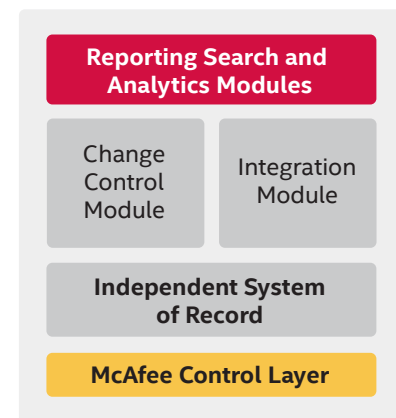 Reporting Search and
Analytics Modules
Change
Control
Module
Integration
Module
Independent System
of Record
McAfee Control Layer